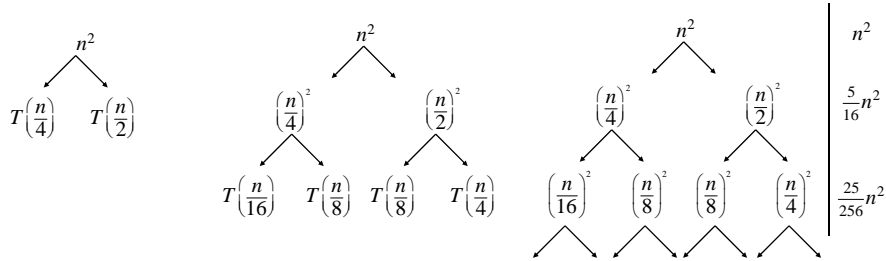 n²
T(n/4) T(n/2)
n²
(n/4)² (n/2)²
T(n/16) T(n/8) T(n/8) T(n/4)
n²
(n/4)² (n/2)²
(n/16)² (n/8)² (n/8)² (n/4)²
n²
5/16 n²
25/256 n²